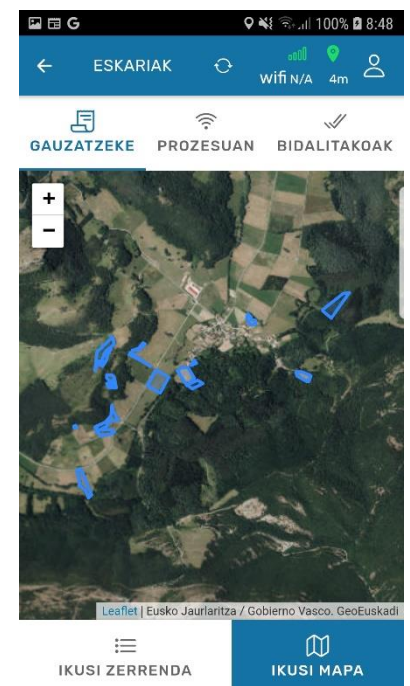 G 100% 8:48
ESKARIAK wifi N/A 4m
GAUZATZEKE PROZESUAN BIDALITAKOAK
+
−
Leaflet | Eusko Jaurlaritza / Gobierno Vasco. GeoEuskadi
IKUSI ZERRENDA IKUSI MAPA